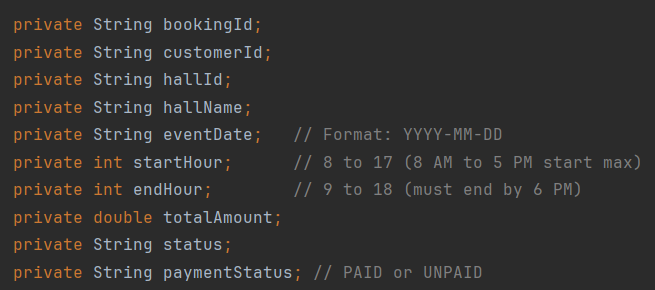 private String bookingId;
private String customerId;
private String hallId;
private String hallName;
private String eventDate;   // Format: YYYY-MM-DD
private int startHour;      // 8 to 17 (8 AM to 5 PM start max)
private int endHour;        // 9 to 18 (must end by 6 PM)
private double totalAmount;
private String status;
private String paymentStatus; // PAID or UNPAID